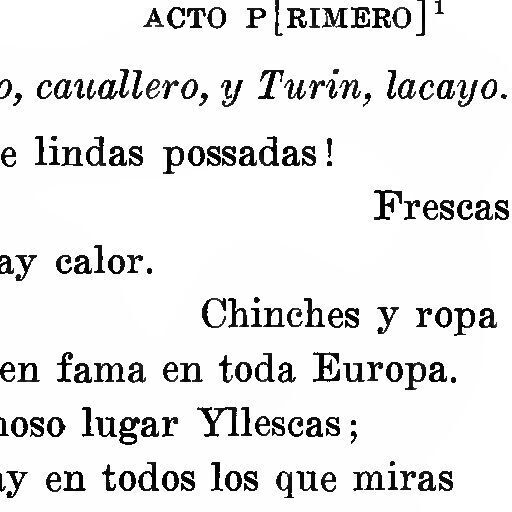 ACTO P[RIMERO]¹
o, cauallero, y Turin, lacayo.
e lindas possadas!
Frescas
ay calor.
Chinches y ropa
en fama en toda Europa.
noso lugar Yllescas;
ay en todos los que miras